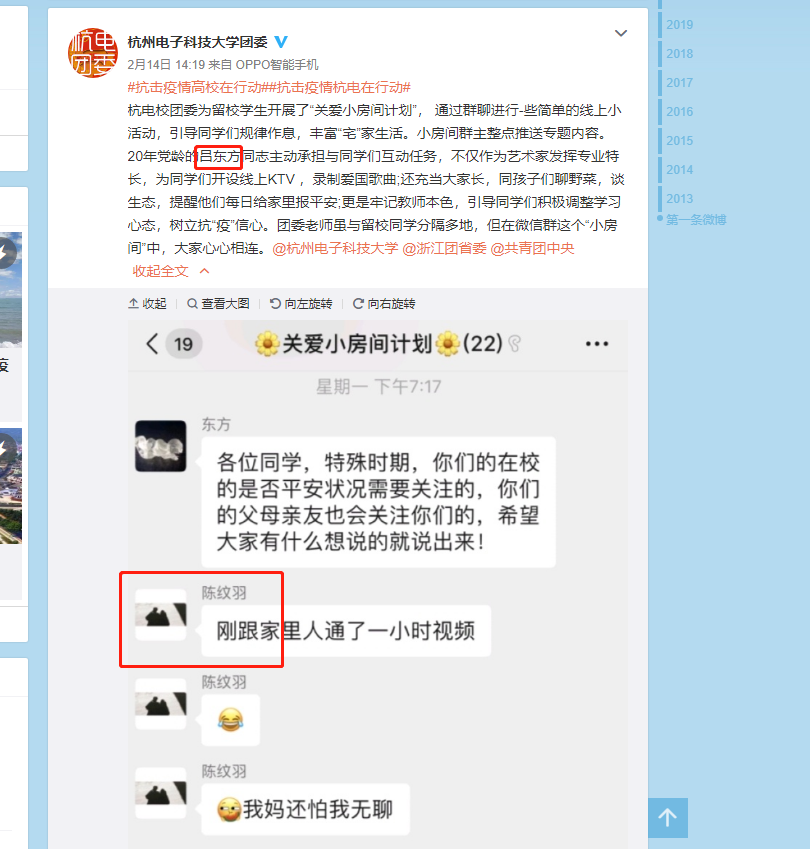 杭州电子科技大学团委
2月14日 14:19 来自 OPPO智能手机
#抗击疫情高校在行动##抗击疫情杭电在行动#
杭电校团委为留校学生开展了“关爱小房间计划”， 通过群聊进行-些简单的线上小
活动，引导同学们规律作息，丰富“宅”家生活。小房间群主整点推送专题内容。
20年党龄的吕东方同志主动承担与同学们互动任务，不仅作为艺术家发挥专业特
长，为同学们开设线上KTV ，录制爱国歌曲;还充当大家长，同孩子们聊野菜，谈
生态，提醒他们每日给家里报平安;更是牢记教师本色，引导同学们积极调整学习
心态，树立抗“疫”信心。团委老师虽与留校同学分隔多地，但在微信群这个“小房
间”中，大家心心相连。@杭州电子科技大学 @浙江团省委 @共青团中央
收起全文
收起 查看大图 向左旋转 向右旋转
19 关爱小房间计划(22)
星期一 下午7:17
东方
各位同学，特殊时期，你们的在校
的是否平安状况需要关注的，你们
的父母亲友也会关注你们的，希望
大家有什么想说的就说出来！
陈纹羽
刚跟家里人通了一小时视频
陈纹羽
陈纹羽
我妈还怕我无聊
2019
2018
2017
2016
2015
2014
2013
第一条微博
杭电
团委
疫